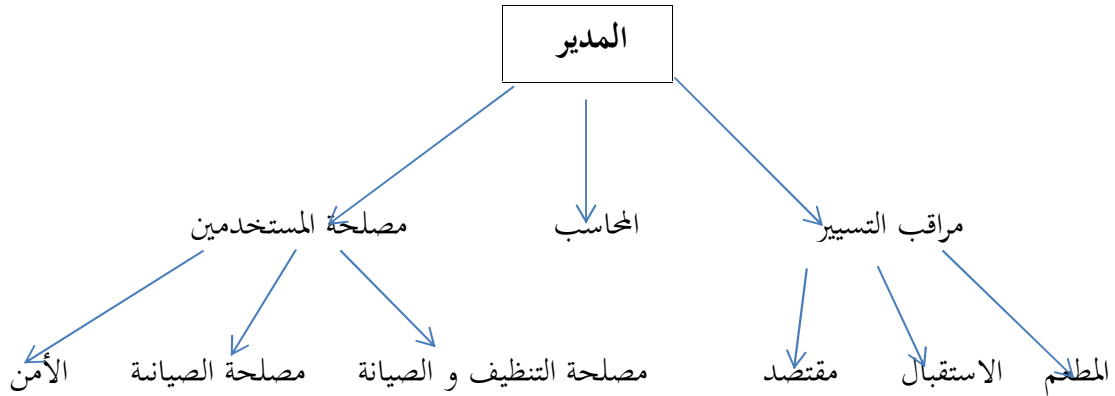 المدير
مراقب التسيير المحاسب مصلحة المستخدمين
المطعم الاستقبال مقتصد مصلحة التنظيف و الصيانة مصلحة الصيانة الأمن